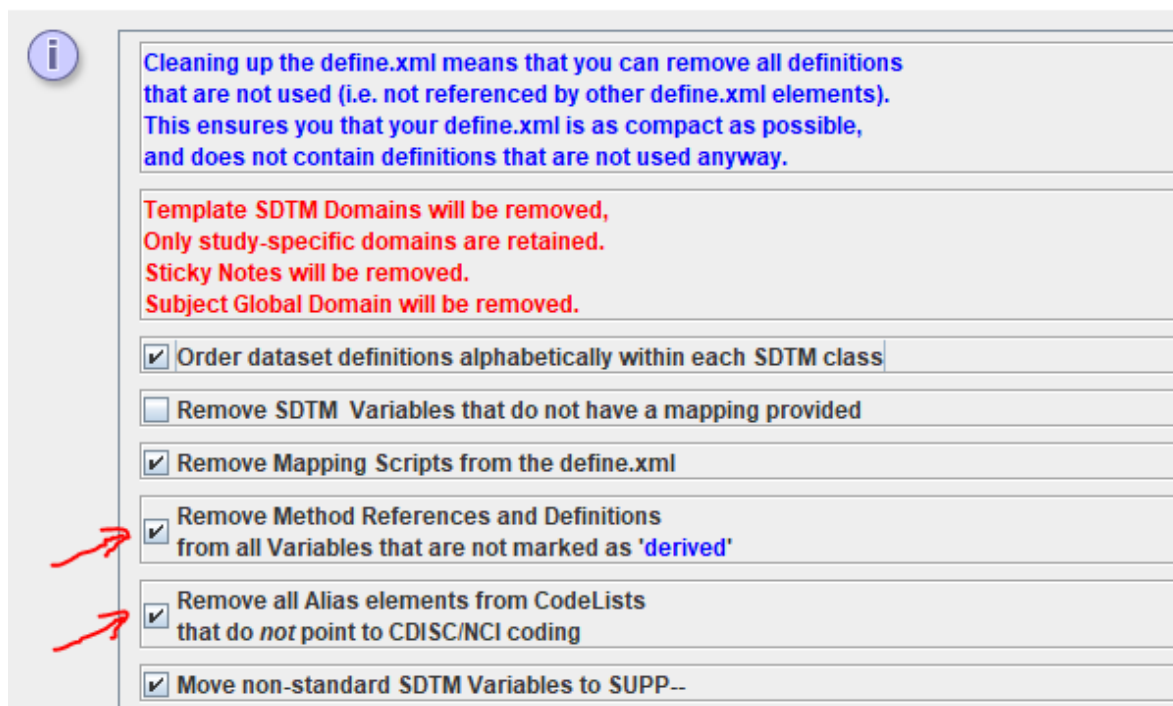 i
Cleaning up the define.xml means that you can remove all definitions
that are not used (i.e. not referenced by other define.xml elements).
This ensures you that your define.xml is as compact as possible,
and does not contain definitions that are not used anyway.
Template SDTM Domains will be removed,
Only study-specific domains are retained.
Sticky Notes will be removed.
Subject Global Domain will be removed.
Order dataset definitions alphabetically within each SDTM class
Remove SDTM Variables that do not have a mapping provided
Remove Mapping Scripts from the define.xml
Remove Method References and Definitions
from all Variables that are not marked as 'derived'
Remove all Alias elements from CodeLists
that do not point to CDISC/NCI coding
Move non-standard SDTM Variables to SUPP--